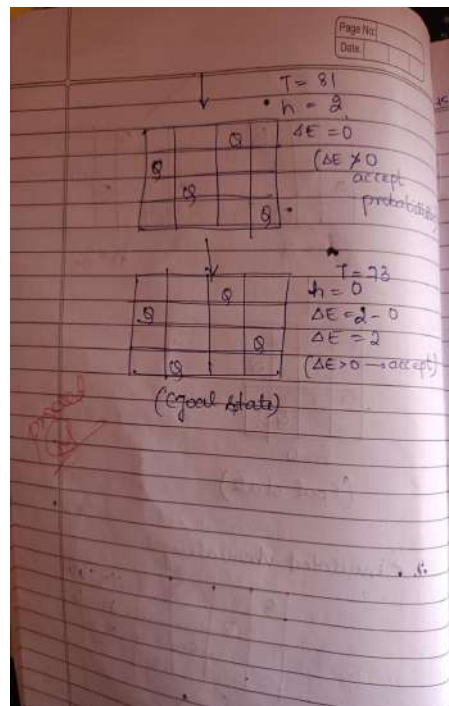 Page No:
Date:
T = 81
h = 2
ΔE = 0
Q
(ΔE ≯ 0
Q
accept
Q
Q
T = 73
Q
h = 0
Q
ΔE = 2 - 0
Q
ΔE = 2
Q
(ΔE > 0 → accept)
(Goal state)